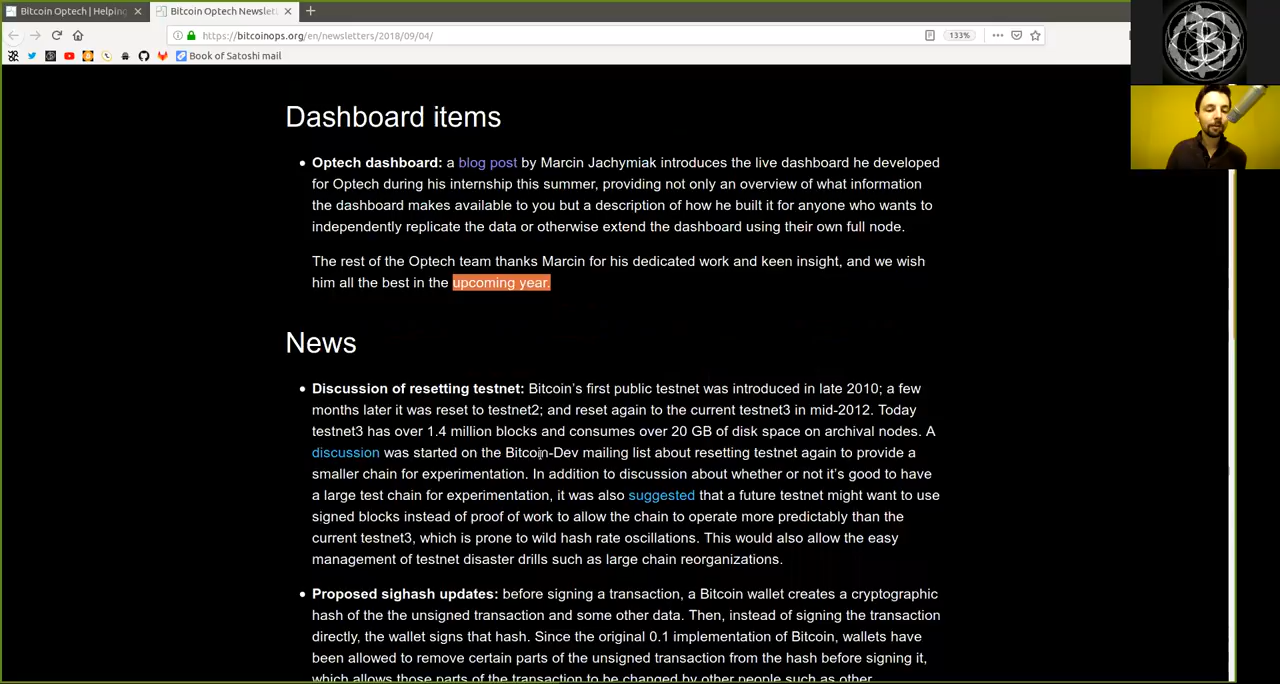 Bitcoin Optech | Helping
Bitcoin Optech Newslet
https://bitcoinops.org/en/newsletters/2018/09/04/
133%
Book of Satoshi mail
Dashboard items
Optech dashboard: a blog post by Marcin Jachymiak introduces the live dashboard he developed
for Optech during his internship this summer, providing not only an overview of what information
the dashboard makes available to you but a description of how he built it for anyone who wants to
independently replicate the data or otherwise extend the dashboard using their own full node.
The rest of the Optech team thanks Marcin for his dedicated work and keen insight, and we wish
him all the best in the upcoming year.
News
Discussion of resetting testnet: Bitcoin's first public testnet was introduced in late 2010; a few
months later it was reset to testnet2; and reset again to the current testnet3 in mid-2012. Today
testnet3 has over 1.4 million blocks and consumes over 20 GB of disk space on archival nodes. A
discussion was started on the Bitcoin-Dev mailing list about resetting testnet again to provide a
smaller chain for experimentation. In addition to discussion about whether or not it's good to have
a large test chain for experimentation, it was also suggested that a future testnet might want to use
signed blocks instead of proof of work to allow the chain to operate more predictably than the
current testnet3, which is prone to wild hash rate oscillations. This would also allow the easy
management of testnet disaster drills such as large chain reorganizations.
Proposed sighash updates: before signing a transaction, a Bitcoin wallet creates a cryptographic
hash of the the unsigned transaction and some other data. Then, instead of signing the transaction
directly, the wallet signs that hash. Since the original 0.1 implementation of Bitcoin, wallets have
been allowed to remove certain parts of the unsigned transaction from the hash before signing it,
which allows those parts of the transaction to be changed by other people such as other